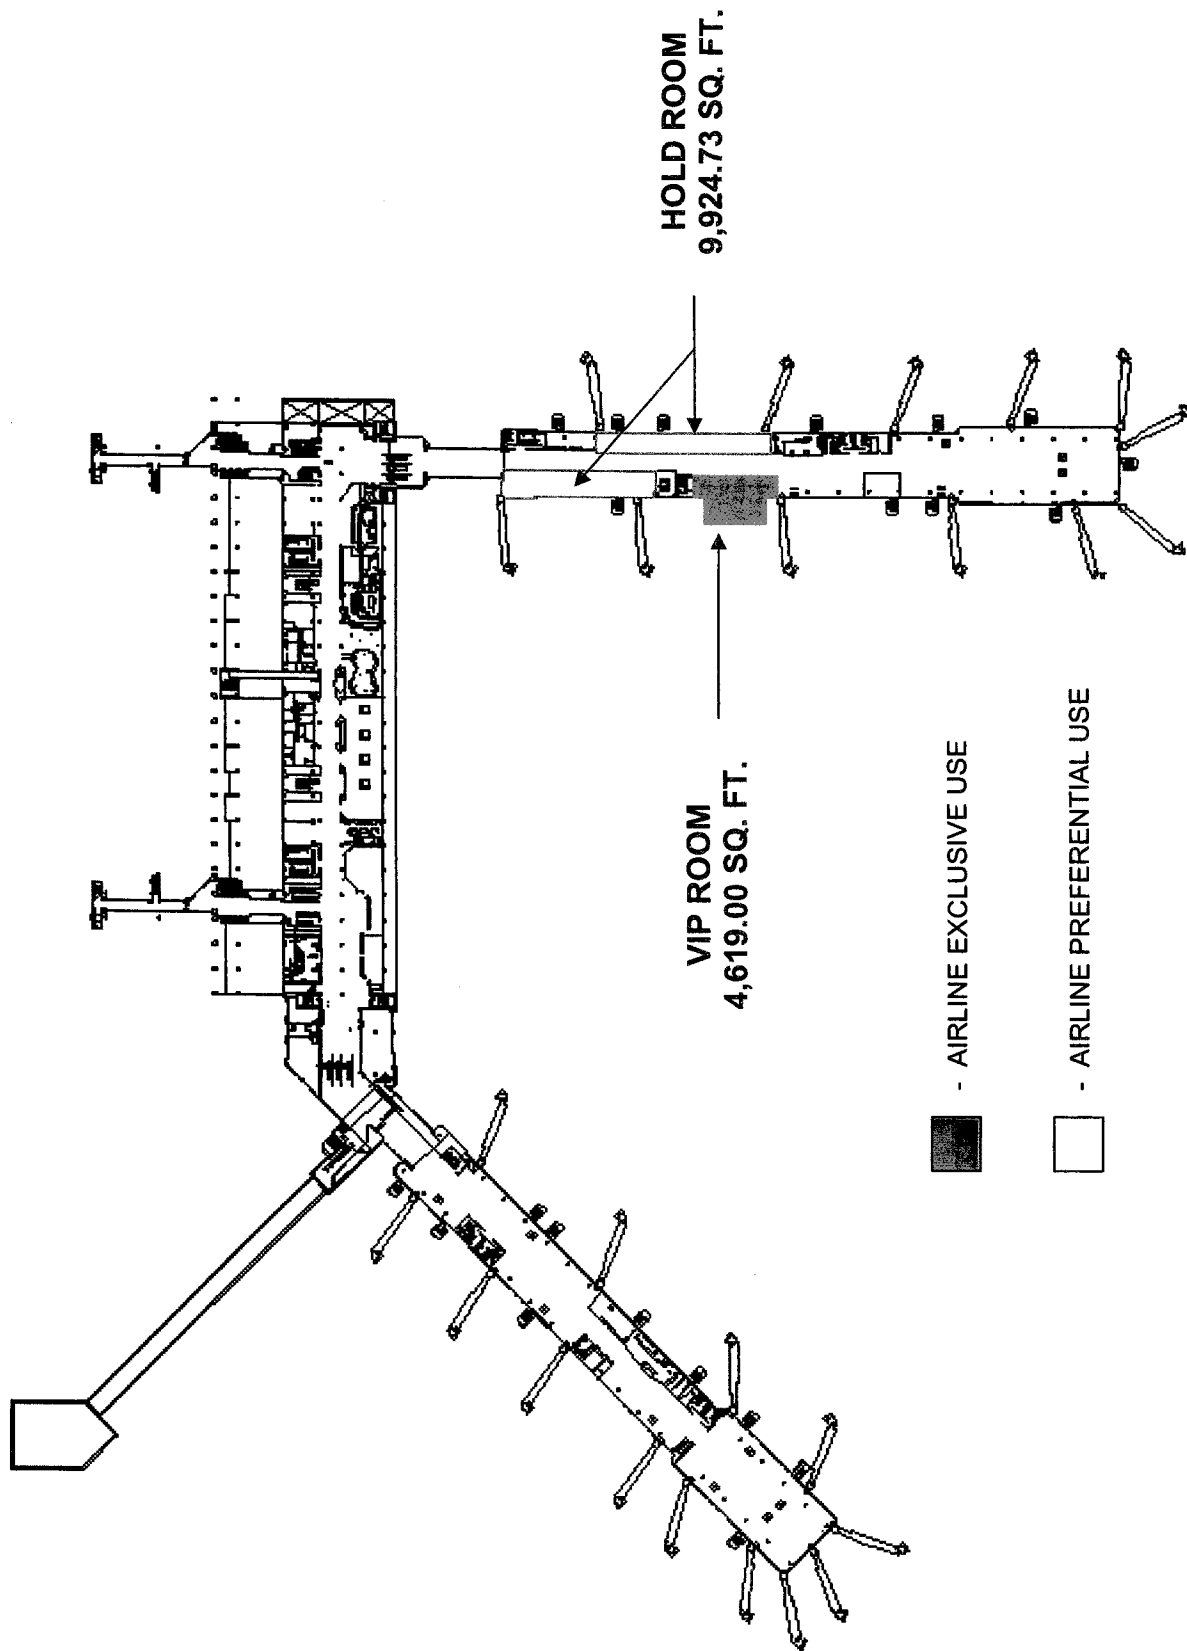 HOLD ROOM
9,924.73 SQ. FT.
VIP ROOM
4,619.00 SQ. FT.
- AIRLINE EXCLUSIVE USE
- AIRLINE PREFERENTIAL USE